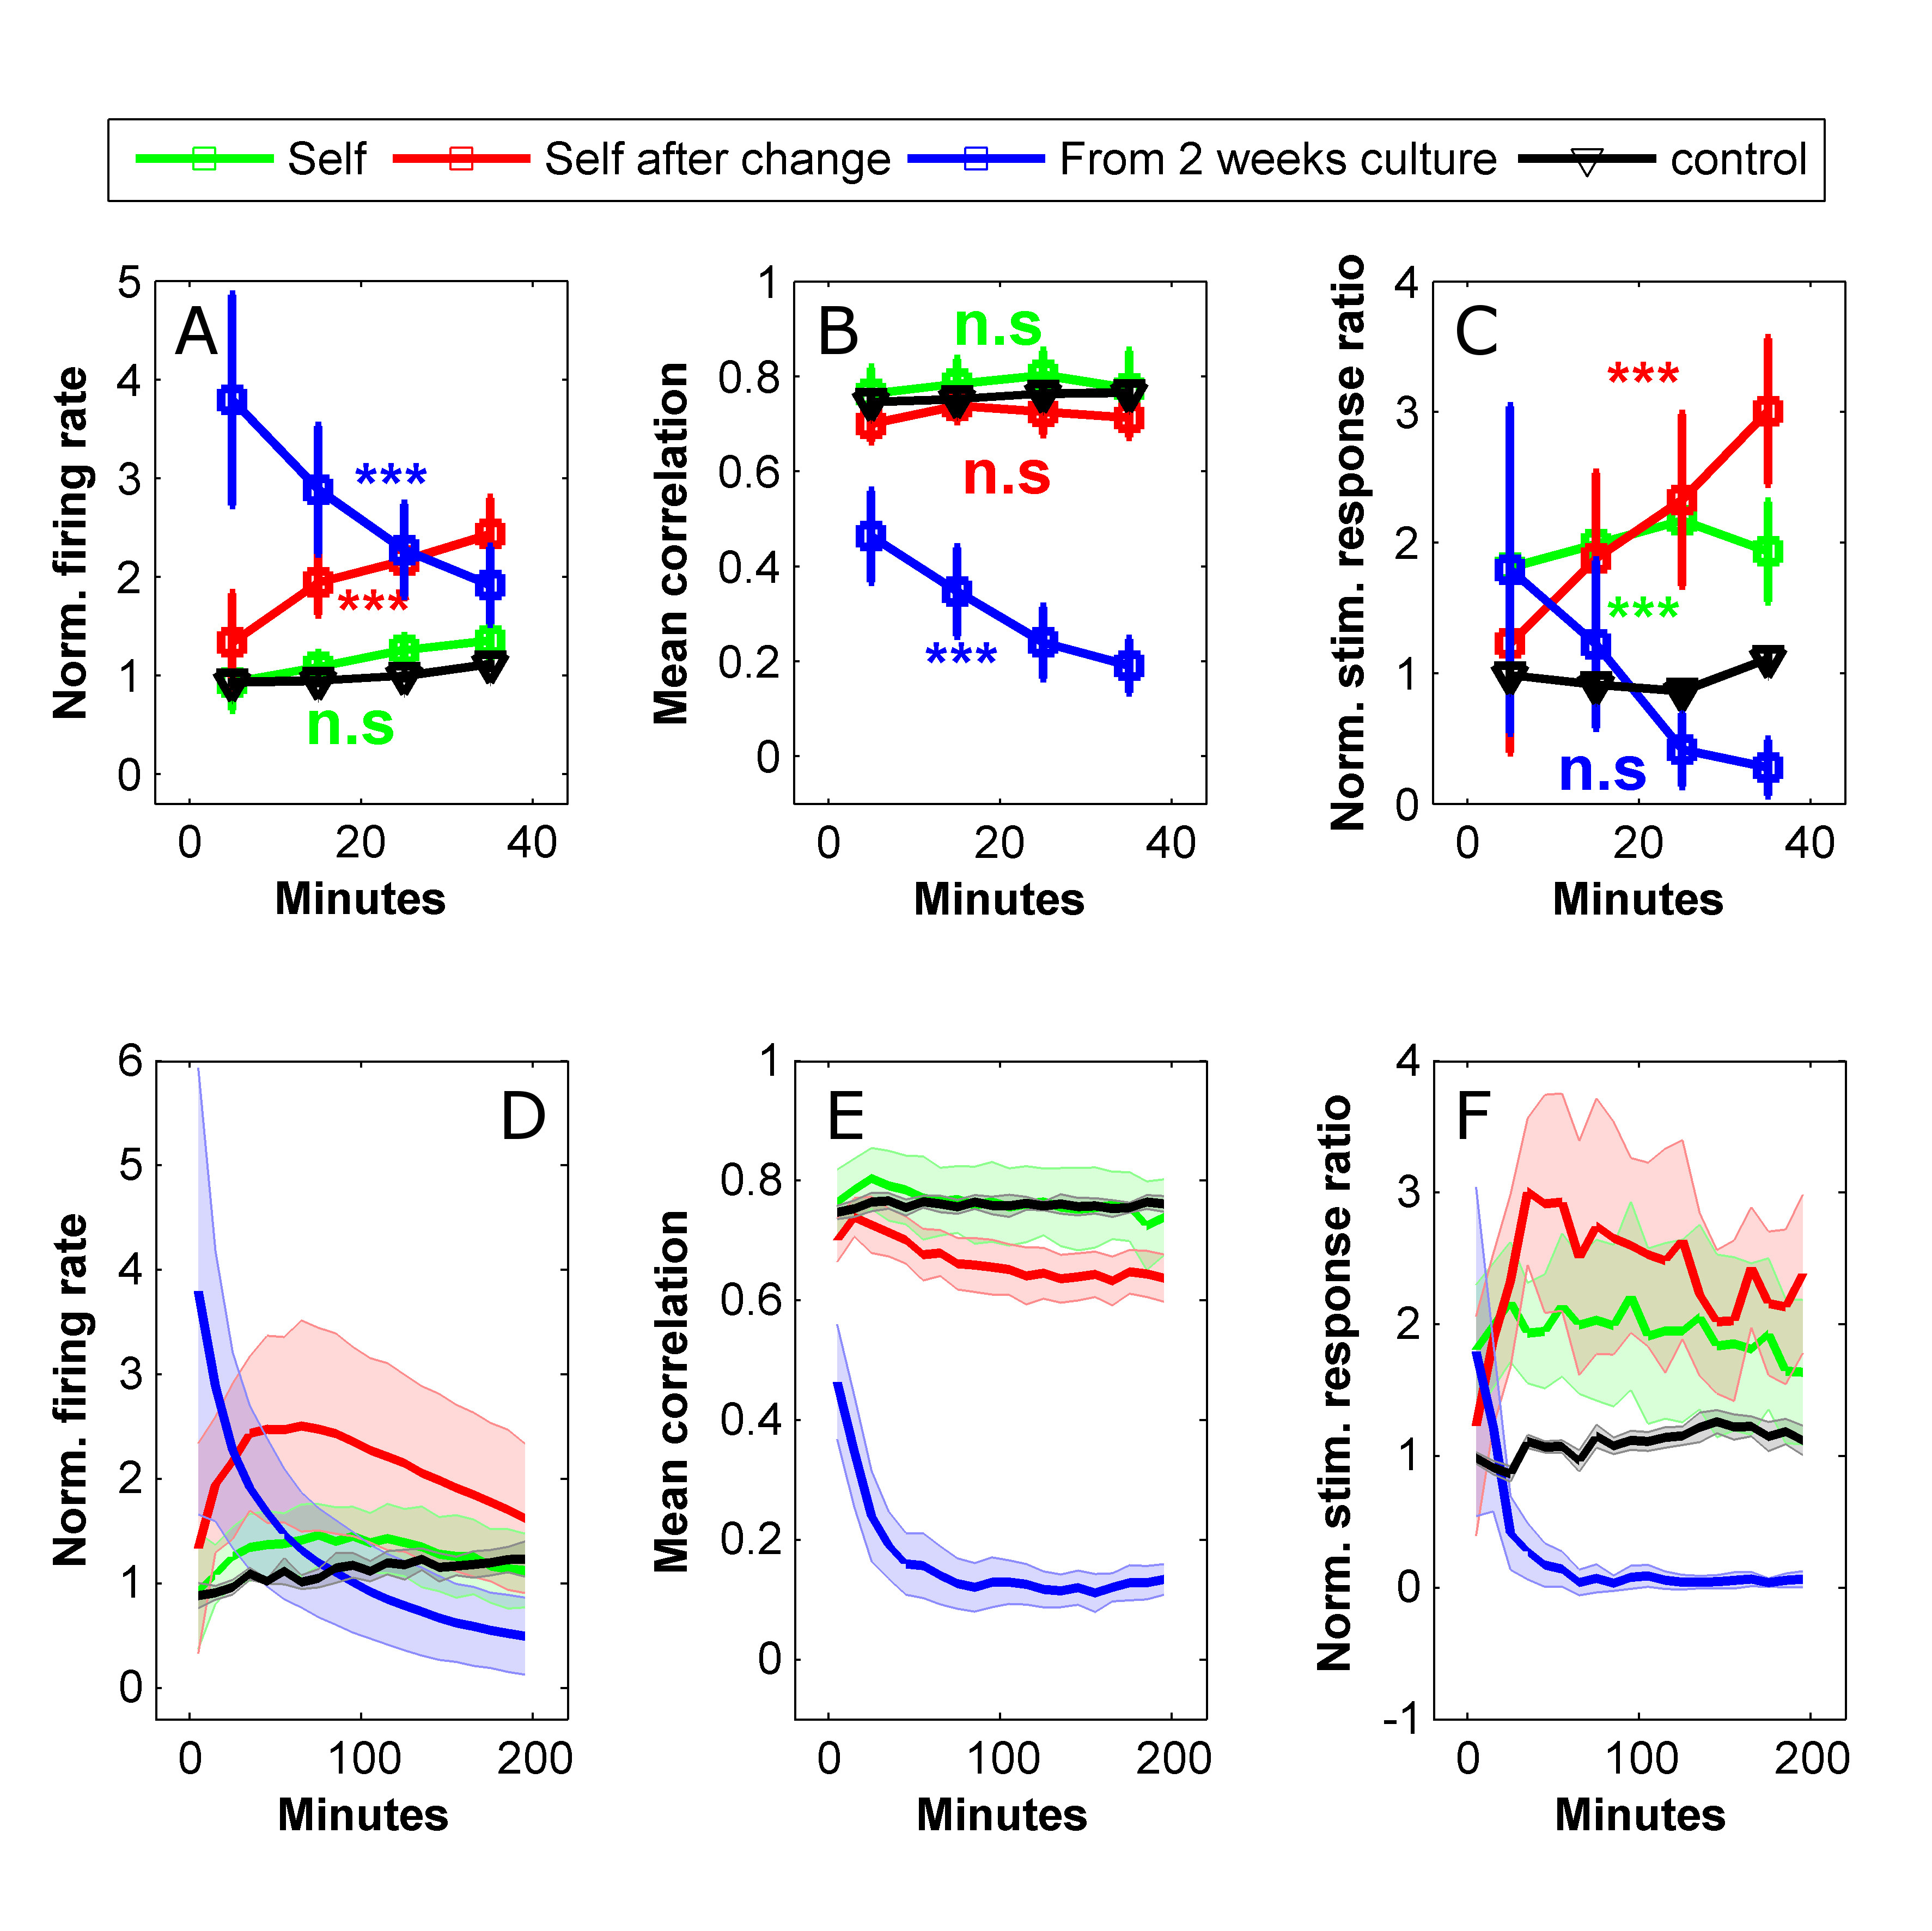 Self Self after change From 2 weeks culture control
A
Norm. firing rate
5
4
3
2
1
0
***
***
n.s
0 20 40
Minutes
B
Mean correlation
1
0.8
0.6
0.4
0.2
0
n.s
n.s
***
0 20 40
Minutes
C
Norm. stim. response ratio
4
3
2
1
0
***
***
n.s
0 20 40
Minutes
D
Norm. firing rate
6
5
4
3
2
1
0
0 100 200
Minutes
E
Mean correlation
1
0.8
0.6
0.4
0.2
0
0 100 200
Minutes
F
Norm. stim. response ratio
4
3
2
1
0
-1
0 100 200
Minutes